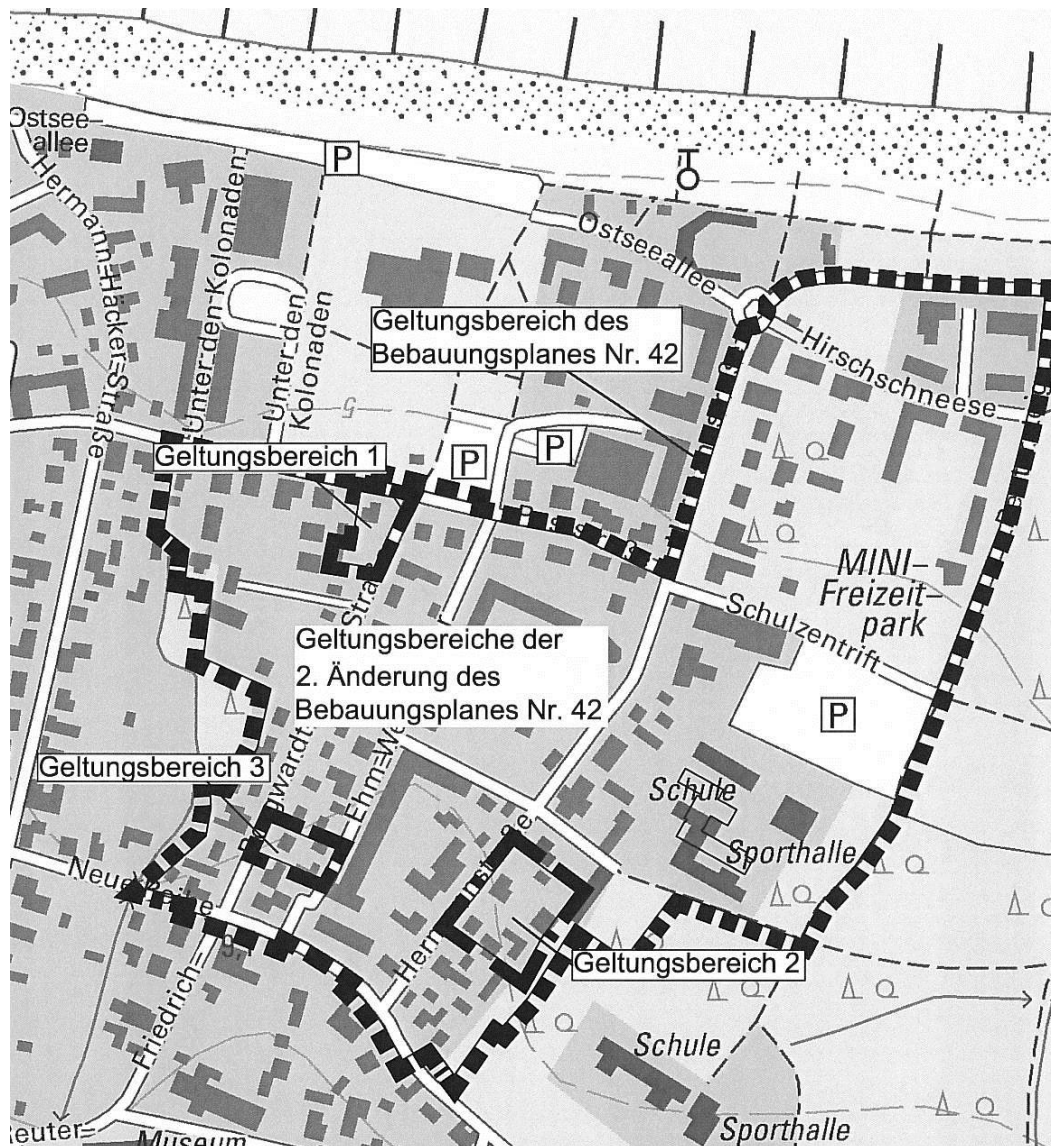 Ostsee–
allee
Hermann-Häcker-Straße
Unter den Kolonaden
P
Unter den
Kolonaden
Ostseeallee
Hirschschneese
Geltungsbereich des
Bebauungsplanes Nr. 42
5
Geltungsbereich 1
P
P
MINI–
Freizeit–
park
Schulzentrift
P
Geltungsbereiche der
2. Änderung des
Bebauungsplanes Nr. 42
Geltungsbereich 3
Schule
Sporthalle
Neue Reihe
Geltungsbereich 2
Friedrich–
Schule
Sporthalle
Museum